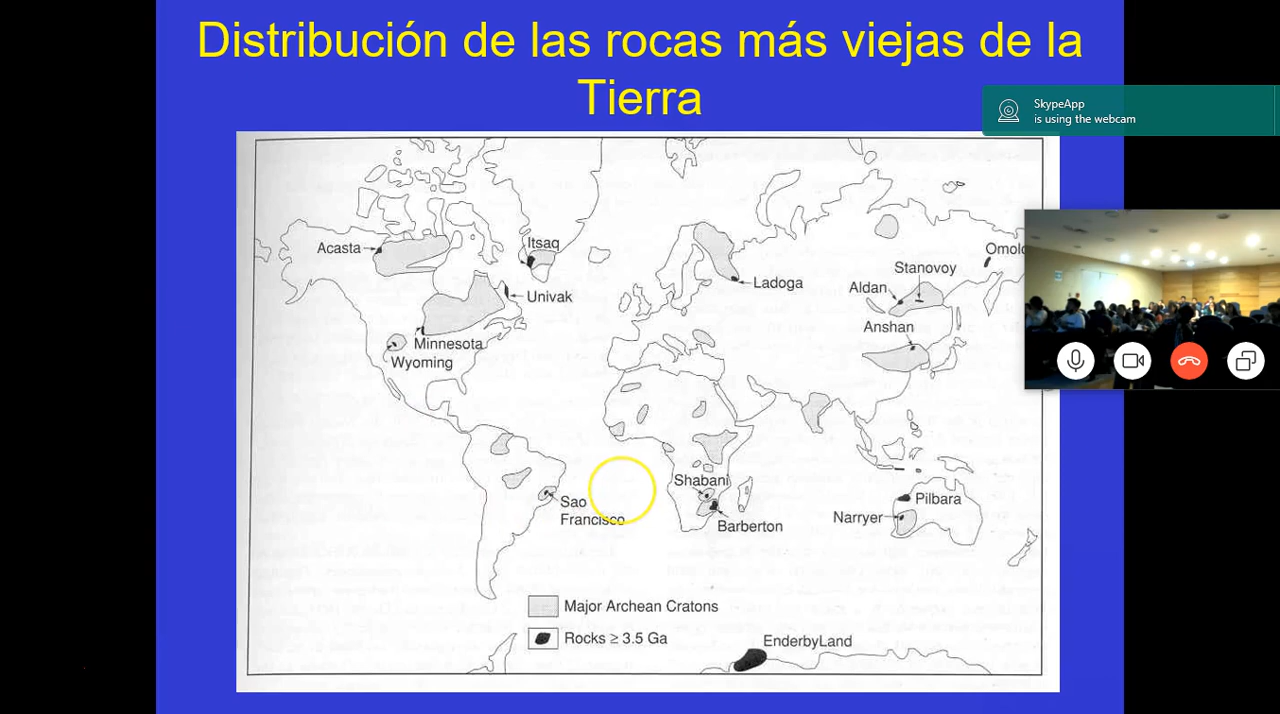 Distribución de las rocas más viejas de la
Tierra
SkypeApp
is using the webcam
Acasta
Itsaq
Univak
Minnesota
Wyoming
Ladoga
Stanovoy
Aldan
Anshan
Omolo
Sao
Francisco
Shabani
Barberton
Pilbara
Narryer
Major Archean Cratons
Rocks ≥ 3.5 Ga
EnderbyLand